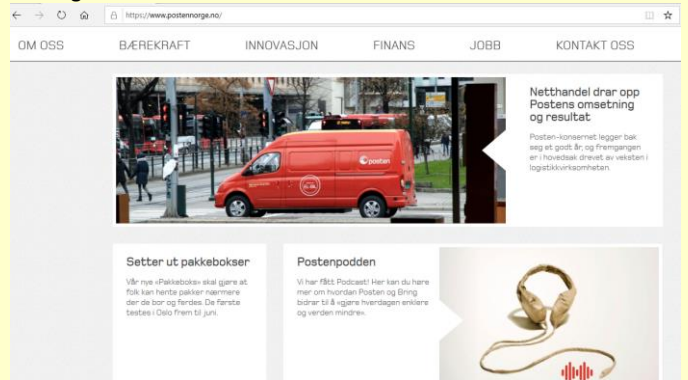 https://www.postennorge.no/
OM OSS BÆREKRAFT INNOVASJON FINANS JOBB KONTAKT OSS
posten
Netthandel drar opp
Postens omsetning
og resultat
Posten-konsernet legger bak
seg et godt år, og fremgangen
er i hovedsak drevet av veksten i
logistikkvirksomheten.
Setter ut pakkebokser
Vår nye «Pakkeboks» skal gjøre at
folk kan hente pakker nærmere
der de bor og ferdes. De første
testes i Oslo frem til juni.
Postenpodden
Vi har fått Podcast! Her kan du høre
mer om hvordan Posten og Bring
bidrar til å «gjøre hverdagen enklere
og verden mindre».